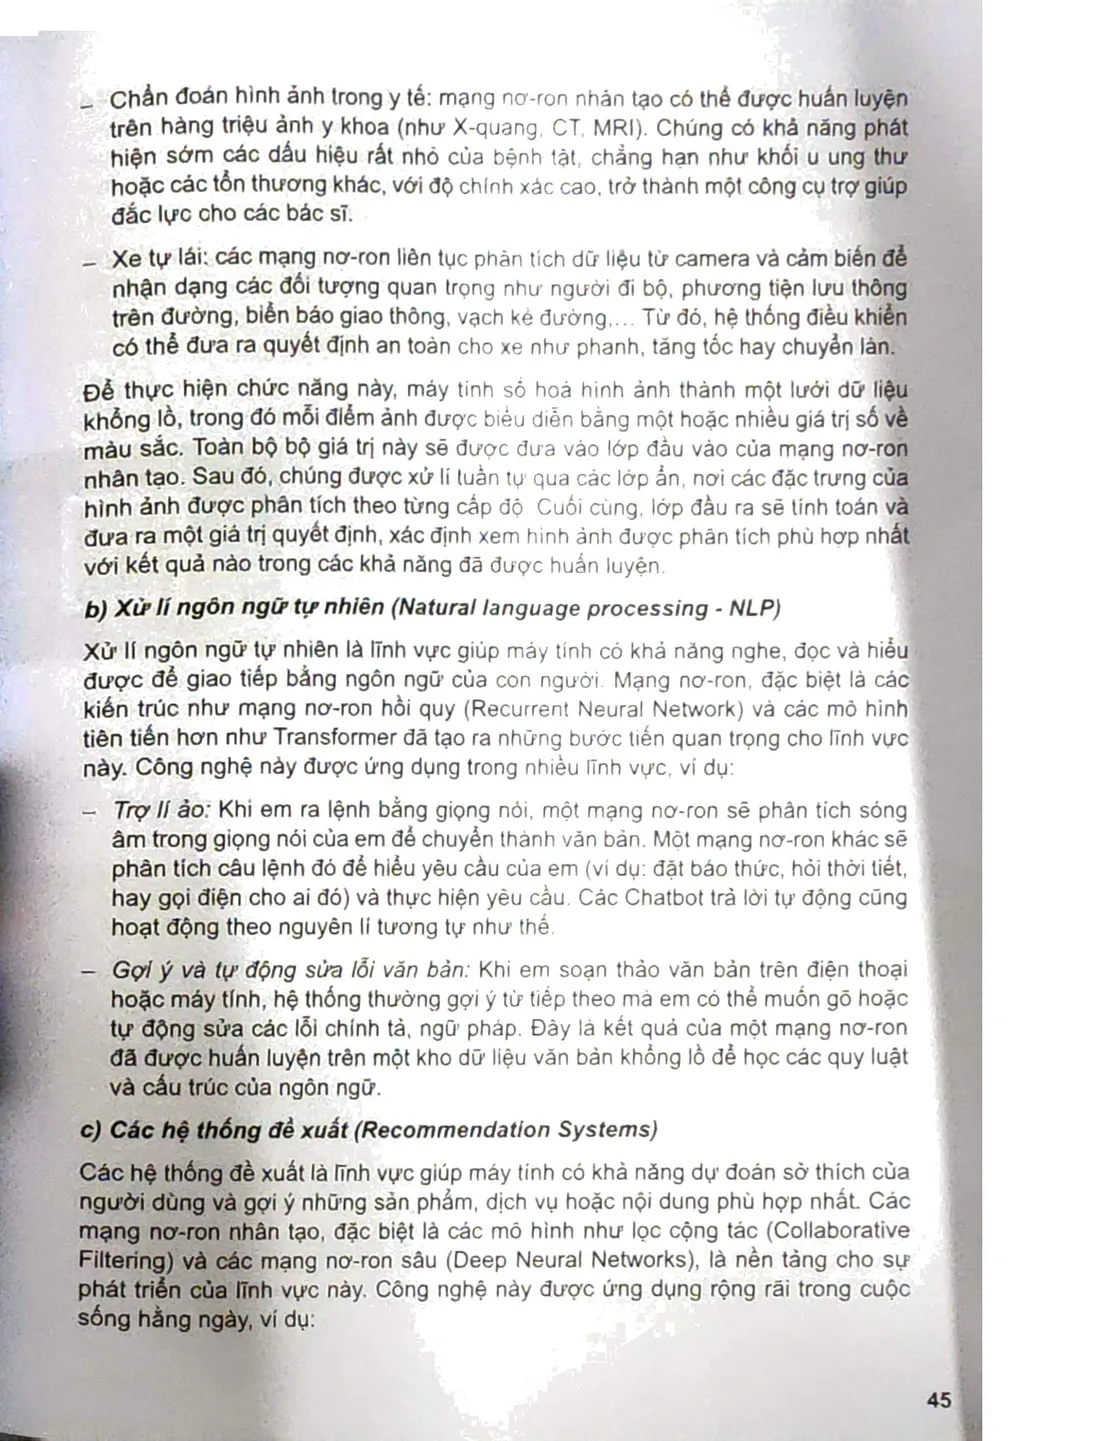 – Chẩn đoán hình ảnh trong y tế: mạng nơ-ron nhân tạo có thể được huấn luyện
trên hàng triệu ảnh y khoa (như X-quang, CT, MRI). Chúng có khả năng phát
hiện sớm các dấu hiệu rất nhỏ của bệnh tật, chẳng hạn như khối u ung thư
hoặc các tổn thương khác, với độ chính xác cao, trở thành một công cụ trợ giúp
đắc lực cho các bác sĩ.
– Xe tự lái: các mạng nơ-ron liên tục phân tích dữ liệu từ camera và cảm biến để
nhận dạng các đối tượng quan trọng như người đi bộ, phương tiện lưu thông
trên đường, biển báo giao thông, vạch kẻ đường,... Từ đó, hệ thống điều khiển
có thể đưa ra quyết định an toàn cho xe như phanh, tăng tốc hay chuyển làn.
Để thực hiện chức năng này, máy tính số hoá hình ảnh thành một lưới dữ liệu
khổng lồ, trong đó mỗi điểm ảnh được biểu diễn bằng một hoặc nhiều giá trị số về
màu sắc. Toàn bộ bộ giá trị này sẽ được đưa vào lớp đầu vào của mạng nơ-ron
nhân tạo. Sau đó, chúng được xử lí tuần tự qua các lớp ẩn, nơi các đặc trưng của
hình ảnh được phân tích theo từng cấp độ. Cuối cùng, lớp đầu ra sẽ tính toán và
đưa ra một giá trị quyết định, xác định xem hình ảnh được phân tích phù hợp nhất
với kết quả nào trong các khả năng đã được huấn luyện.
b) Xử lí ngôn ngữ tự nhiên (Natural language processing - NLP)
Xử lí ngôn ngữ tự nhiên là lĩnh vực giúp máy tính có khả năng nghe, đọc và hiểu
được để giao tiếp bằng ngôn ngữ của con người. Mạng nơ-ron, đặc biệt là các
kiến trúc như mạng nơ-ron hồi quy (Recurrent Neural Network) và các mô hình
tiên tiến hơn như Transformer đã tạo ra những bước tiến quan trọng cho lĩnh vực
này. Công nghệ này được ứng dụng trong nhiều lĩnh vực, ví dụ:
– Trợ lí ảo: Khi em ra lệnh bằng giọng nói, một mạng nơ-ron sẽ phân tích sóng
âm trong giọng nói của em để chuyển thành văn bản. Một mạng nơ-ron khác sẽ
phân tích câu lệnh đó để hiểu yêu cầu của em (ví dụ: đặt báo thức, hỏi thời tiết,
hay gọi điện cho ai đó) và thực hiện yêu cầu. Các Chatbot trả lời tự động cũng
hoạt động theo nguyên lí tương tự như thế.
– Gợi ý và tự động sửa lỗi văn bản: Khi em soạn thảo văn bản trên điện thoại
hoặc máy tính, hệ thống thường gợi ý từ tiếp theo mà em có thể muốn gõ hoặc
tự động sửa các lỗi chính tả, ngữ pháp. Đây là kết quả của một mạng nơ-ron
đã được huấn luyện trên một kho dữ liệu văn bản khổng lồ để học các quy luật
và cấu trúc của ngôn ngữ.
c) Các hệ thống đề xuất (Recommendation Systems)
Các hệ thống đề xuất là lĩnh vực giúp máy tính có khả năng dự đoán sở thích của
người dùng và gợi ý những sản phẩm, dịch vụ hoặc nội dung phù hợp nhất. Các
mạng nơ-ron nhân tạo, đặc biệt là các mô hình như lọc cộng tác (Collaborative
Filtering) và các mạng nơ-ron sâu (Deep Neural Networks), là nền tảng cho sự
phát triển của lĩnh vực này. Công nghệ này được ứng dụng rộng rãi trong cuộc
sống hằng ngày, ví dụ:
45